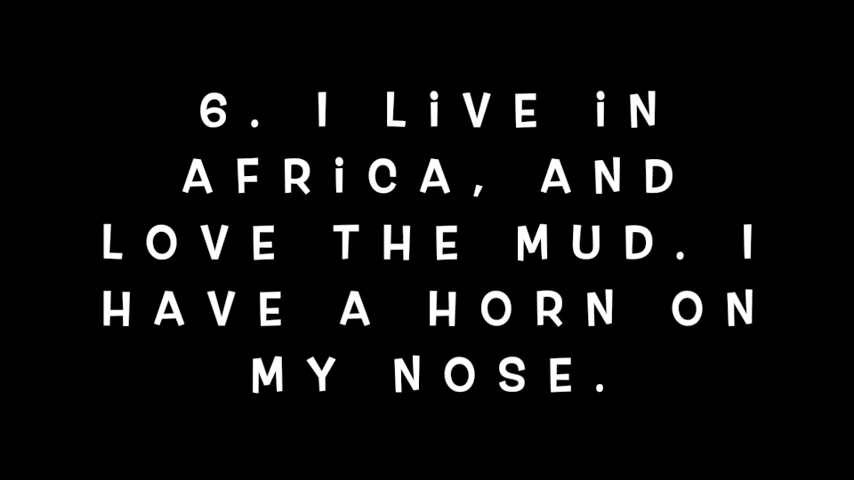 6. I LiVE iN
AFRiCA, AND
LOVE THE MUD. I
HAVE A HORN ON
MY NOSE.